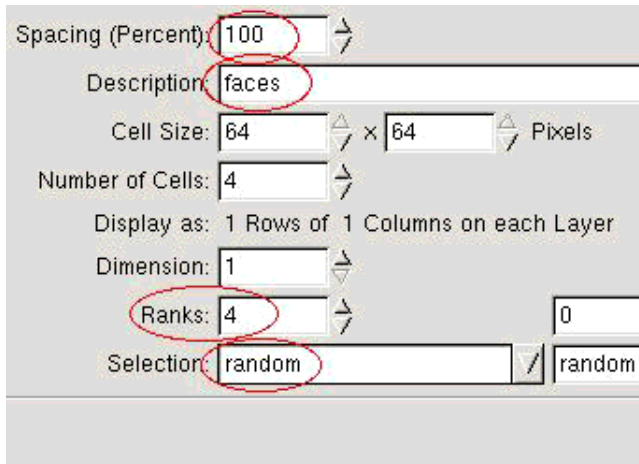 Spacing (Percent): 100
Description: faces
Cell Size: 64 x 64 Pixels
Number of Cells: 4
Display as: 1 Rows of 1 Columns on each Layer
Dimension: 1
Ranks: 4 0
Selection: random random